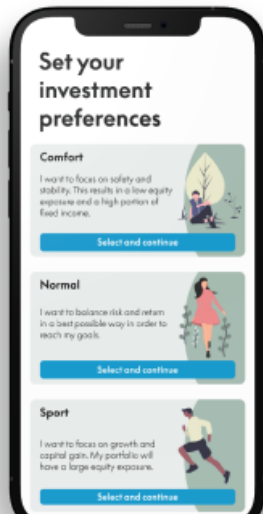 Set your
investment
preferences
Comfort
I want to focus on safety and
stability. This results in a low equity
exposure and a high portion of
fixed income.
Select and continue
Normal
I want to balance risk and return
in a best possible way in order to
reach my goals.
Select and continue
Sport
I want to focus on growth and
capital gain. My portfolio will
have a large equity exposure.
Select and continue